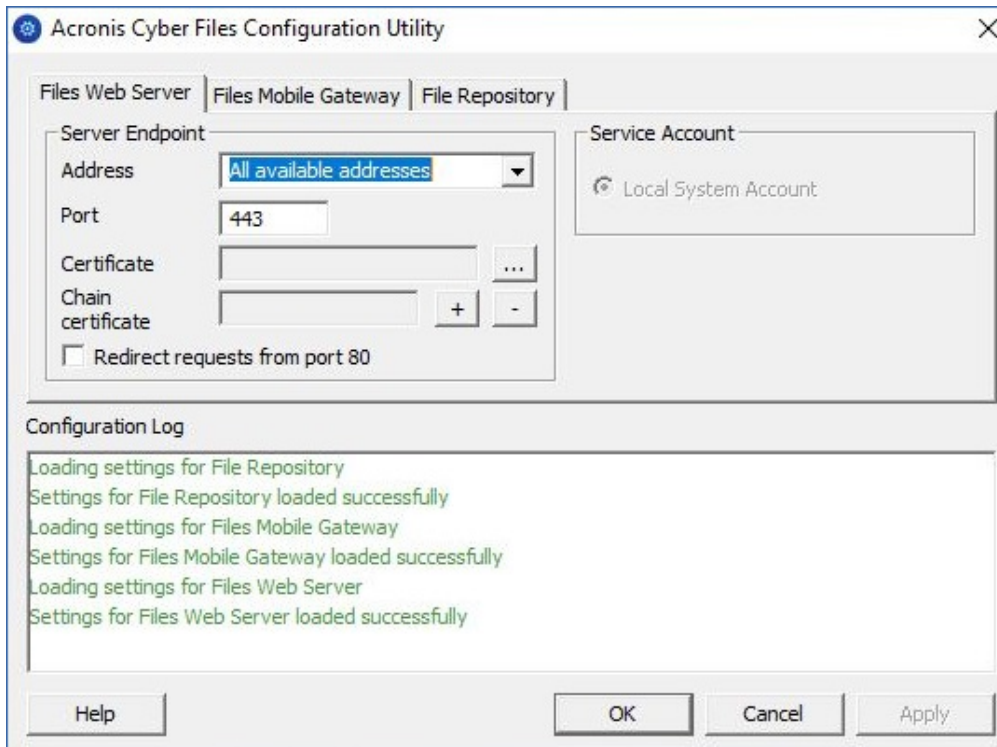 Acronis Cyber Files Configuration Utility
Files Web Server
Files Mobile Gateway
File Repository
Server Endpoint
Address
All available addresses
Port
443
Certificate
...
Chain
certificate
+
-
Redirect requests from port 80
Service Account
Local System Account
Configuration Log
Loading settings for File Repository
Settings for File Repository loaded successfully
Loading settings for Files Mobile Gateway
Settings for Files Mobile Gateway loaded successfully
Loading settings for Files Web Server
Settings for Files Web Server loaded successfully
Help
OK
Cancel
Apply